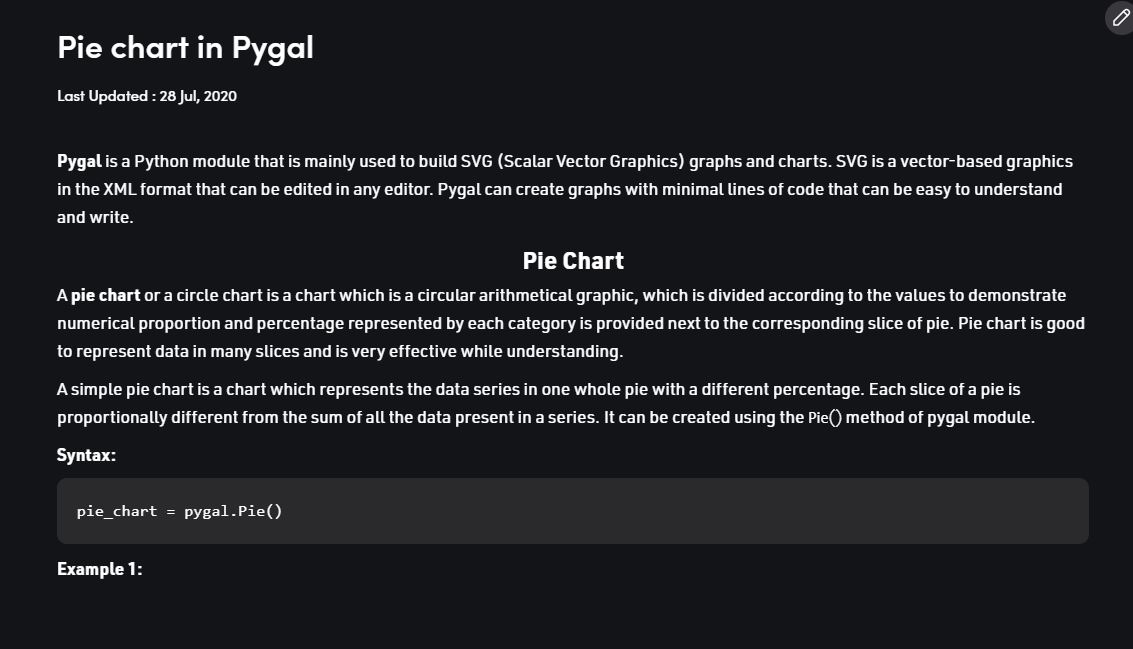 Pie chart in Pygal
Last Updated : 28 Jul, 2020
Pygal is a Python module that is mainly used to build SVG (Scalar Vector Graphics) graphs and charts. SVG is a vector-based graphics
in the XML format that can be edited in any editor. Pygal can create graphs with minimal lines of code that can be easy to understand
and write.
Pie Chart
A pie chart or a circle chart is a chart which is a circular arithmetical graphic, which is divided according to the values to demonstrate
numerical proportion and percentage represented by each category is provided next to the corresponding slice of pie. Pie chart is good
to represent data in many slices and is very effective while understanding.
A simple pie chart is a chart which represents the data series in one whole pie with a different percentage. Each slice of a pie is
proportionally different from the sum of all the data present in a series. It can be created using the Pie() method of pygal module.
Syntax:
pie_chart = pygal.Pie()
Example 1: